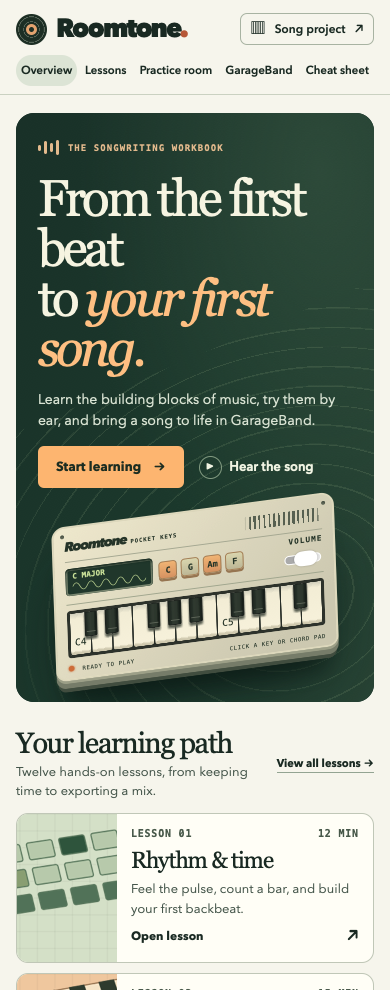 Roomtone.
Song project ↗
Overview Lessons Practice room GarageBand Cheat sheet
THE SONGWRITING WORKBOOK
From the first
beat
to your first
song.
Learn the building blocks of music, try them by
ear, and bring a song to life in GarageBand.
Start learning →
Hear the song
Roomtone POCKET KEYS
VOLUME
C MAJOR
C G Am F
C4 C5
READY TO PLAY
CLICK A KEY OR CHORD PAD
Your learning path
Twelve hands-on lessons, from keeping
time to exporting a mix.
View all lessons →
LESSON 01 12 MIN
Rhythm & time
Feel the pulse, count a bar, and build
your first backbeat.
Open lesson ↗